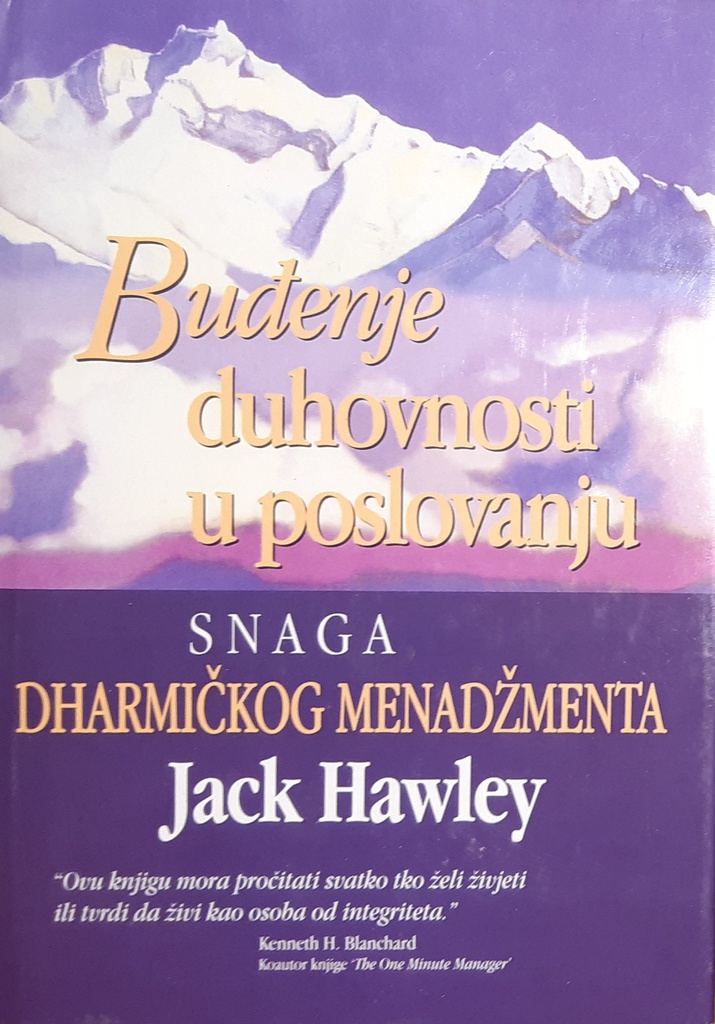 Buđenje
duhovnosti
u poslovanju
SNAGA
DHARMIČKOG MENADŽMENTA
Jack Hawley
“Ovu knjigu mora pročitati svatko tko želi živjeti
ili tvrdi da živi kao osoba od integriteta.”
Kenneth H. Blanchard
Koautor knjige ‘The One Minute Manager’